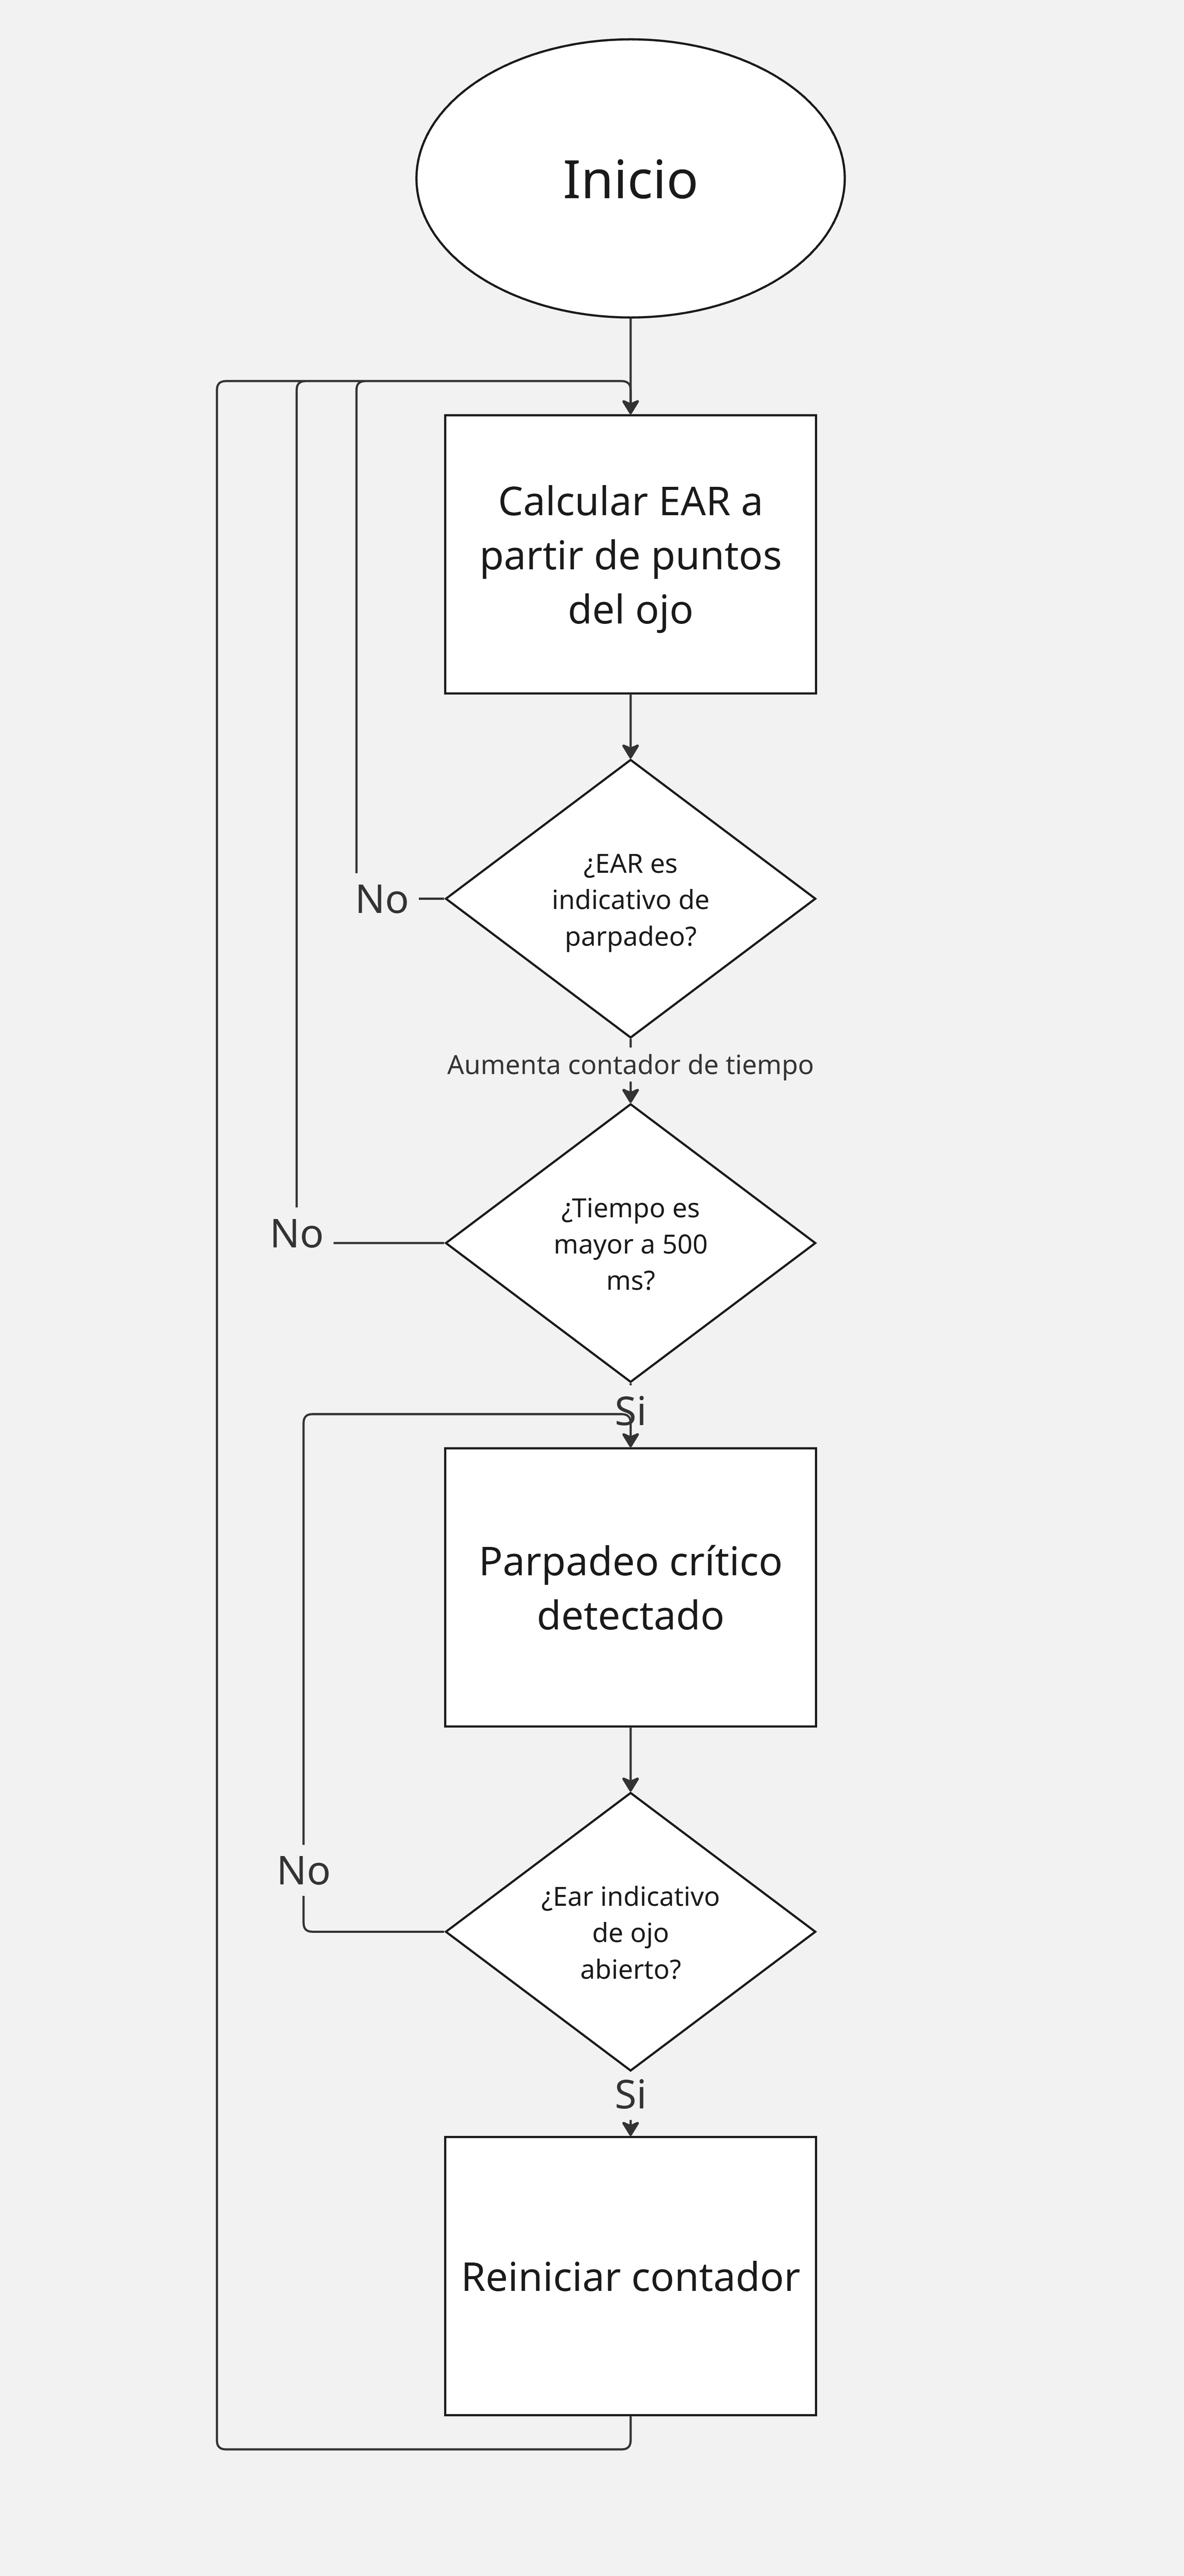 Inicio
Calcular EAR a
partir de puntos
del ojo
¿EAR es
indicativo de
parpadeo?
No
Aumenta contador de tiempo
¿Tiempo es
mayor a 500
ms?
No
Si
Parpadeo crítico
detectado
No
¿Ear indicativo
de ojo
abierto?
Si
Reiniciar contador